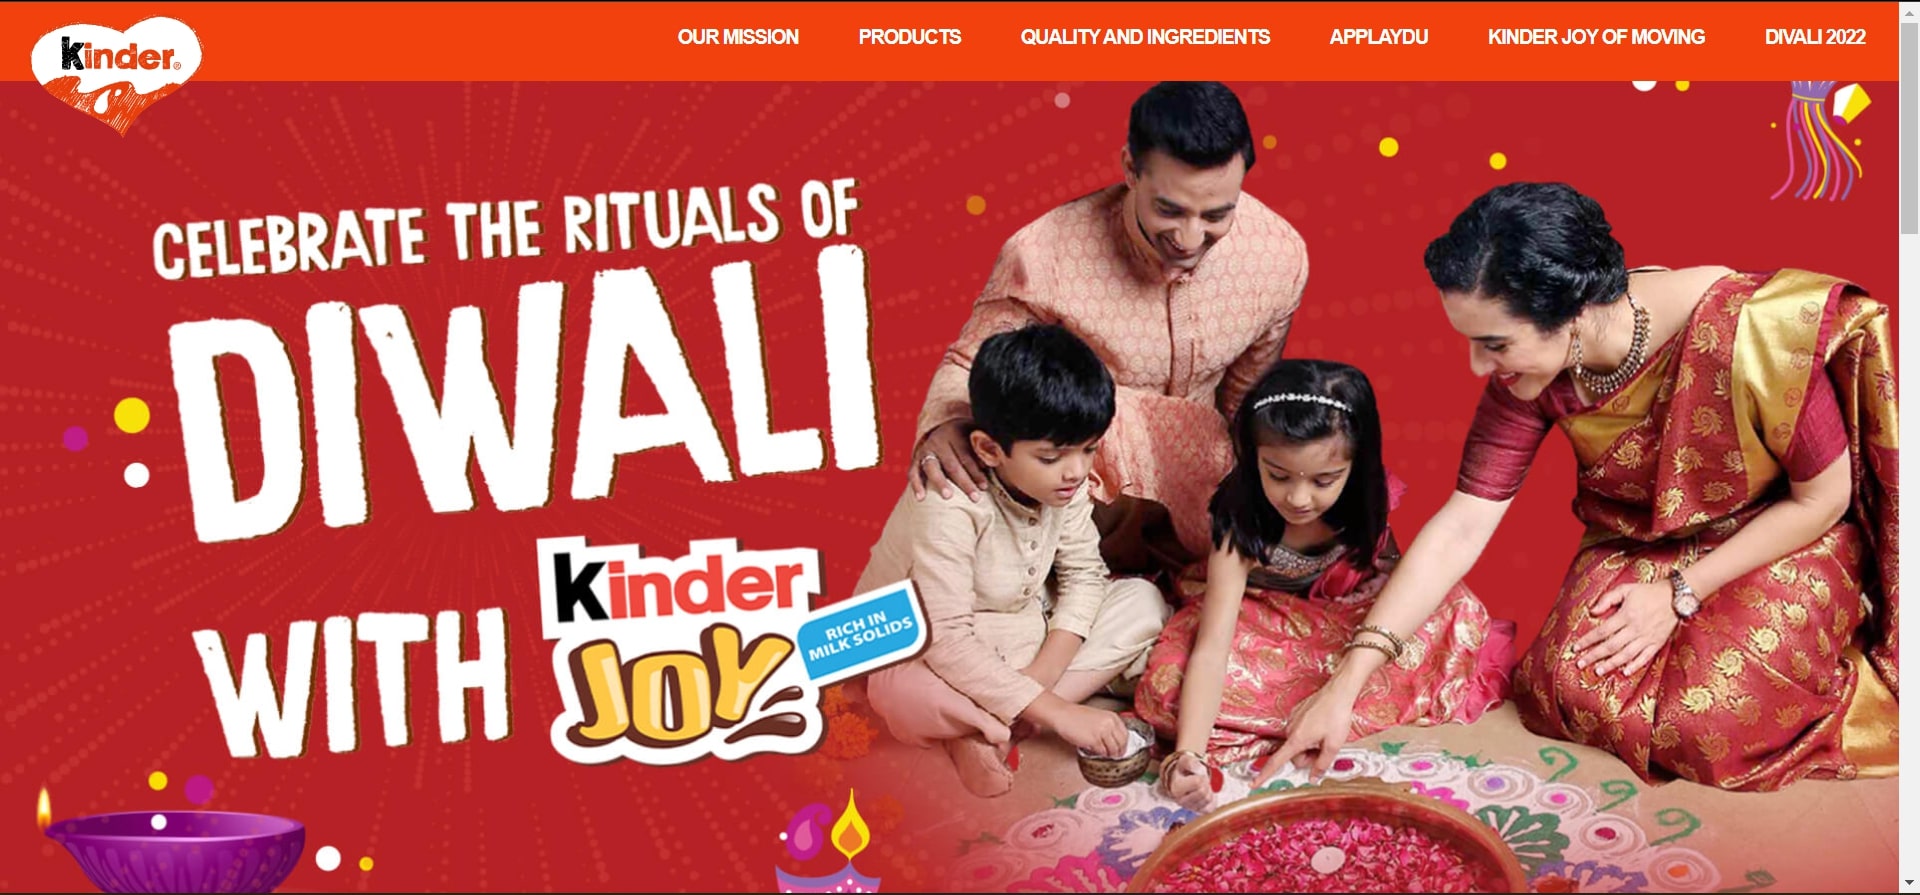 kinder®
OUR MISSION
PRODUCTS
QUALITY AND INGREDIENTS
APPLAYDU
KINDER JOY OF MOVING
DIVALI 2022
CELEBRATE THE RITUALS OF
DIWALI
WITH
kinder
JOY
RICH IN
MILK SOLIDS